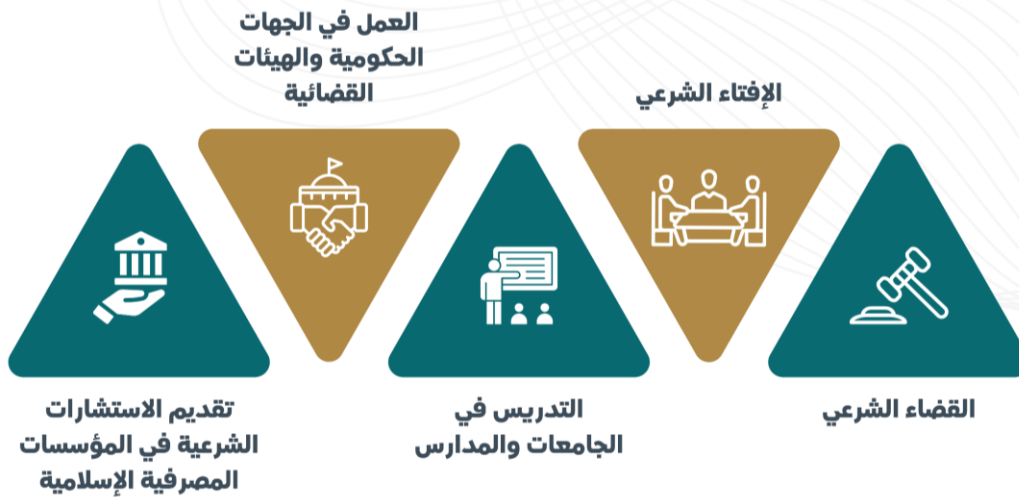 القضاء الشرعي
الإفتاء الشرعي
التدريس في
الجامعات والمدارس
العمل في الجهات
الحكومية والهيئات
القضائية
تقديم الاستشارات
الشرعية في المؤسسات
المصرفية الإسلامية